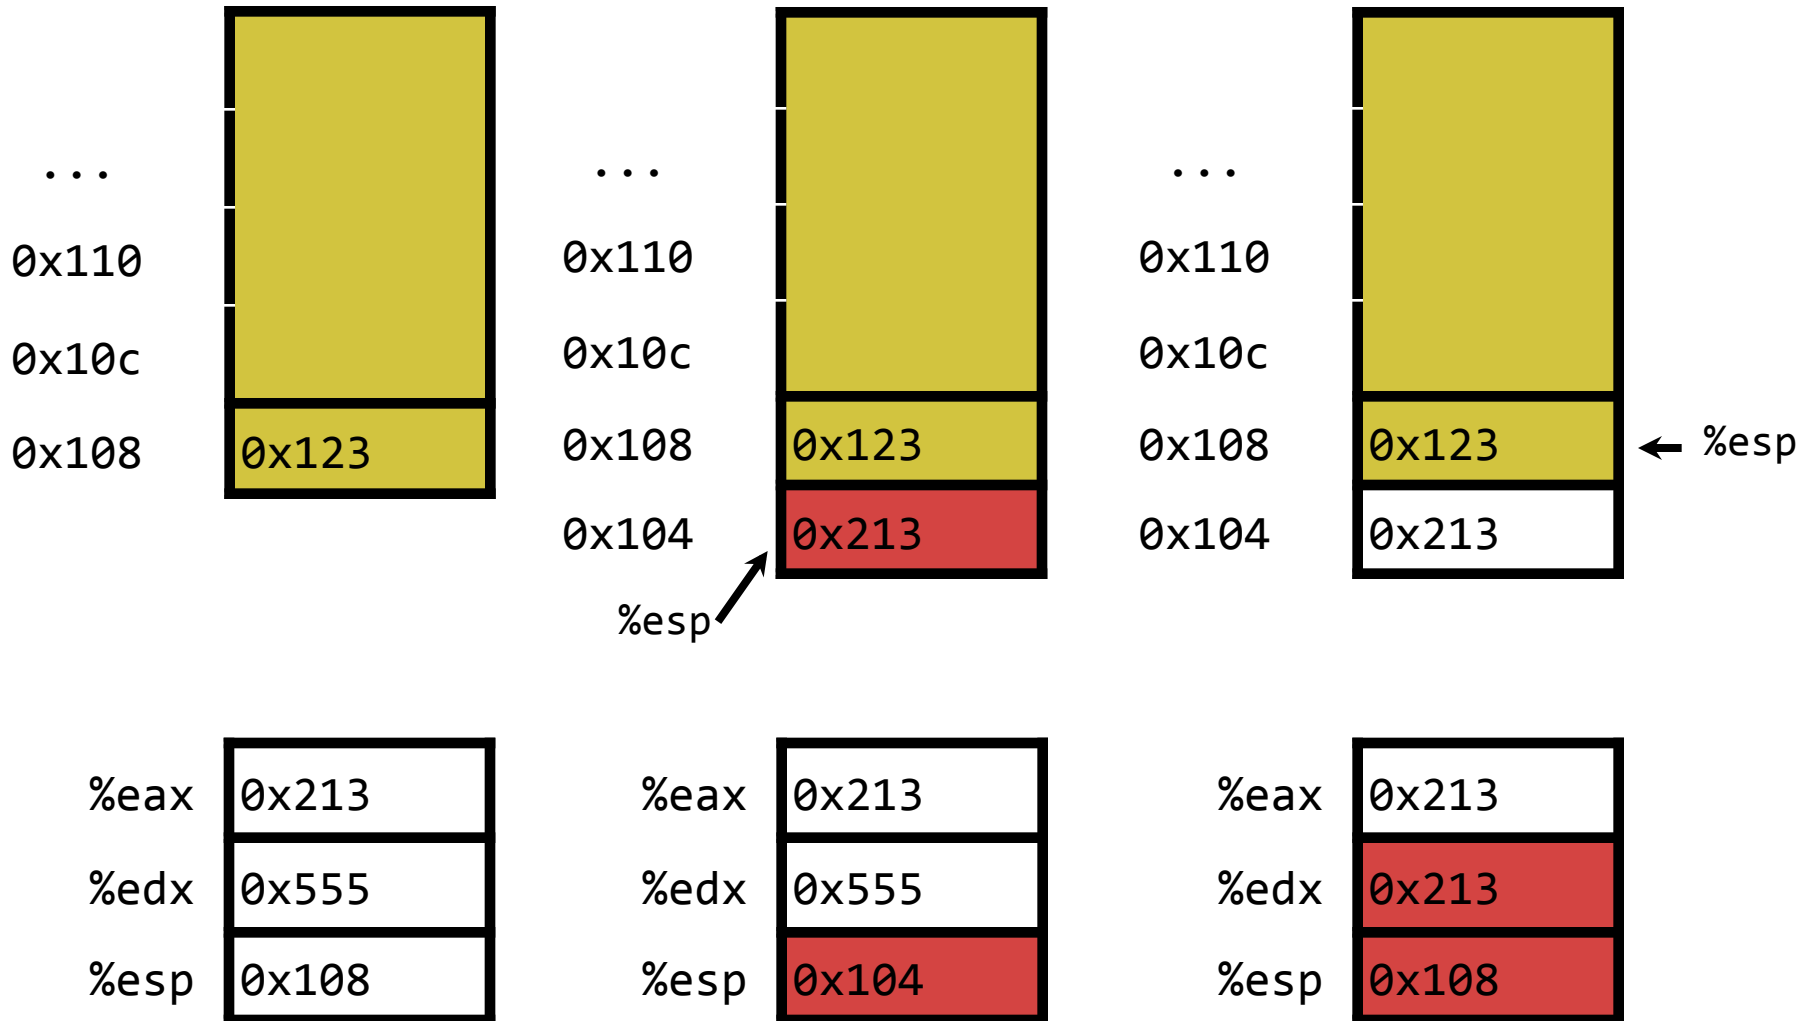 ... ... ...
0x110 0x110 0x110
0x10c 0x10c 0x10c
0x108 0x123 0x108 0x123 0x108 0x123 %esp
0x104 0x213 0x104 0x213
%esp
%eax 0x213 %eax 0x213 %eax 0x213
%edx 0x555 %edx 0x555 %edx 0x213
%esp 0x108 %esp 0x104 %esp 0x108